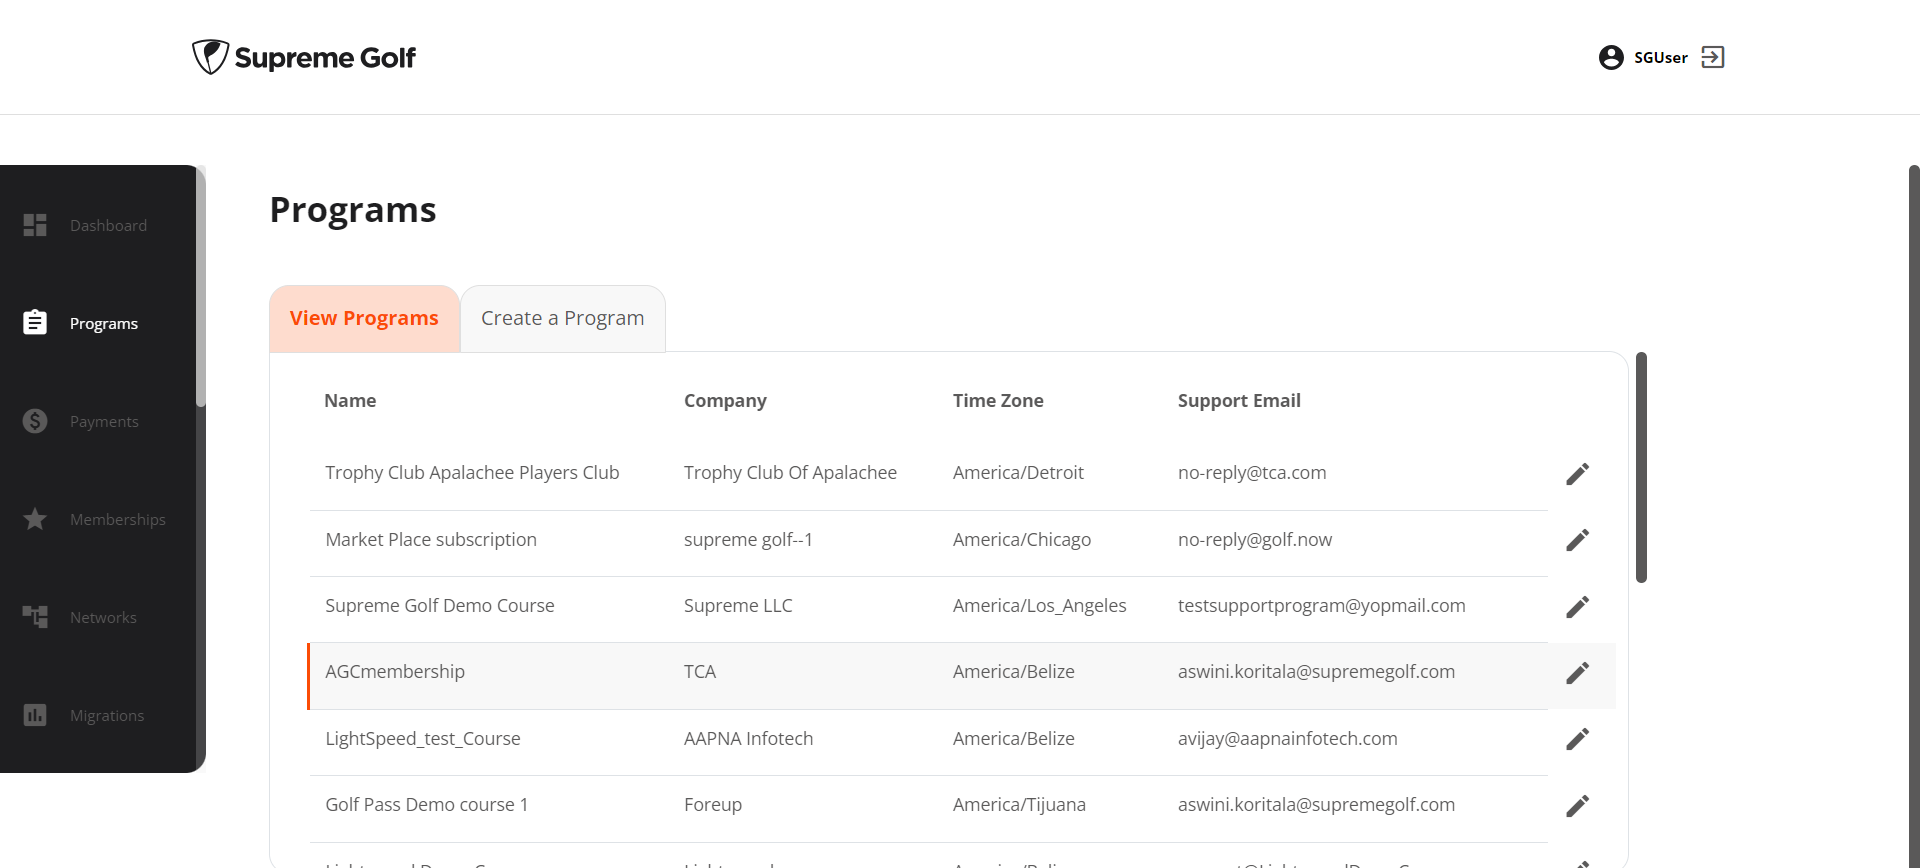 Supreme Golf
SGUser
Dashboard
Programs
Payments
Memberships
Networks
Migrations
Programs
View Programs
Create a Program
Name Company Time Zone Support Email
Trophy Club Apalachee Players Club Trophy Club Of Apalachee America/Detroit no-reply@tca.com
Market Place subscription supreme golf--1 America/Chicago no-reply@golf.now
Supreme Golf Demo Course Supreme LLC America/Los_Angeles testsupportprogram@yopmail.com
AGCmembership TCA America/Belize aswini.koritala@supremegolf.com
LightSpeed_test_Course AAPNA Infotech America/Belize avijay@aapnainfotech.com
Golf Pass Demo course 1 Foreup America/Tijuana aswini.koritala@supremegolf.com